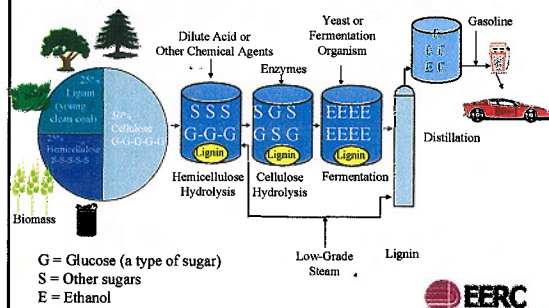 Dilute Acid or
Other Chemical Agents
Yeast or
Fermentation
Organism
Gasoline
Enzymes
25%
Lignin
(young
clean coal)
50%
Cellulose
G-G-G-G-G
25%
Hemicellulose
S-S-S-S-S
S S S
G-G-G
Lignin
S G S
G S G
Lignin
EEEE
EEEE
Lignin
E
E E
E E
Hemicellulose
Hydrolysis
Cellulose
Hydrolysis
Fermentation
Distillation
Biomass
Low-Grade
Steam
Lignin
G = Glucose (a type of sugar)
S = Other sugars
E = Ethanol
EERC